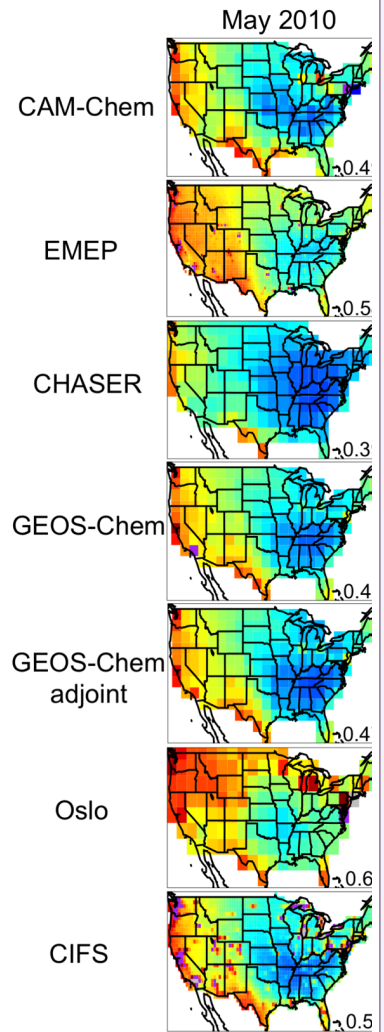 May 2010
CAM-Chem
0.4
EMEP
0.5
CHASER
0.3
GEOS-Chem
0.4
GEOS-Chem
adjoint
0.4
Oslo
0.6
CIFS
0.5